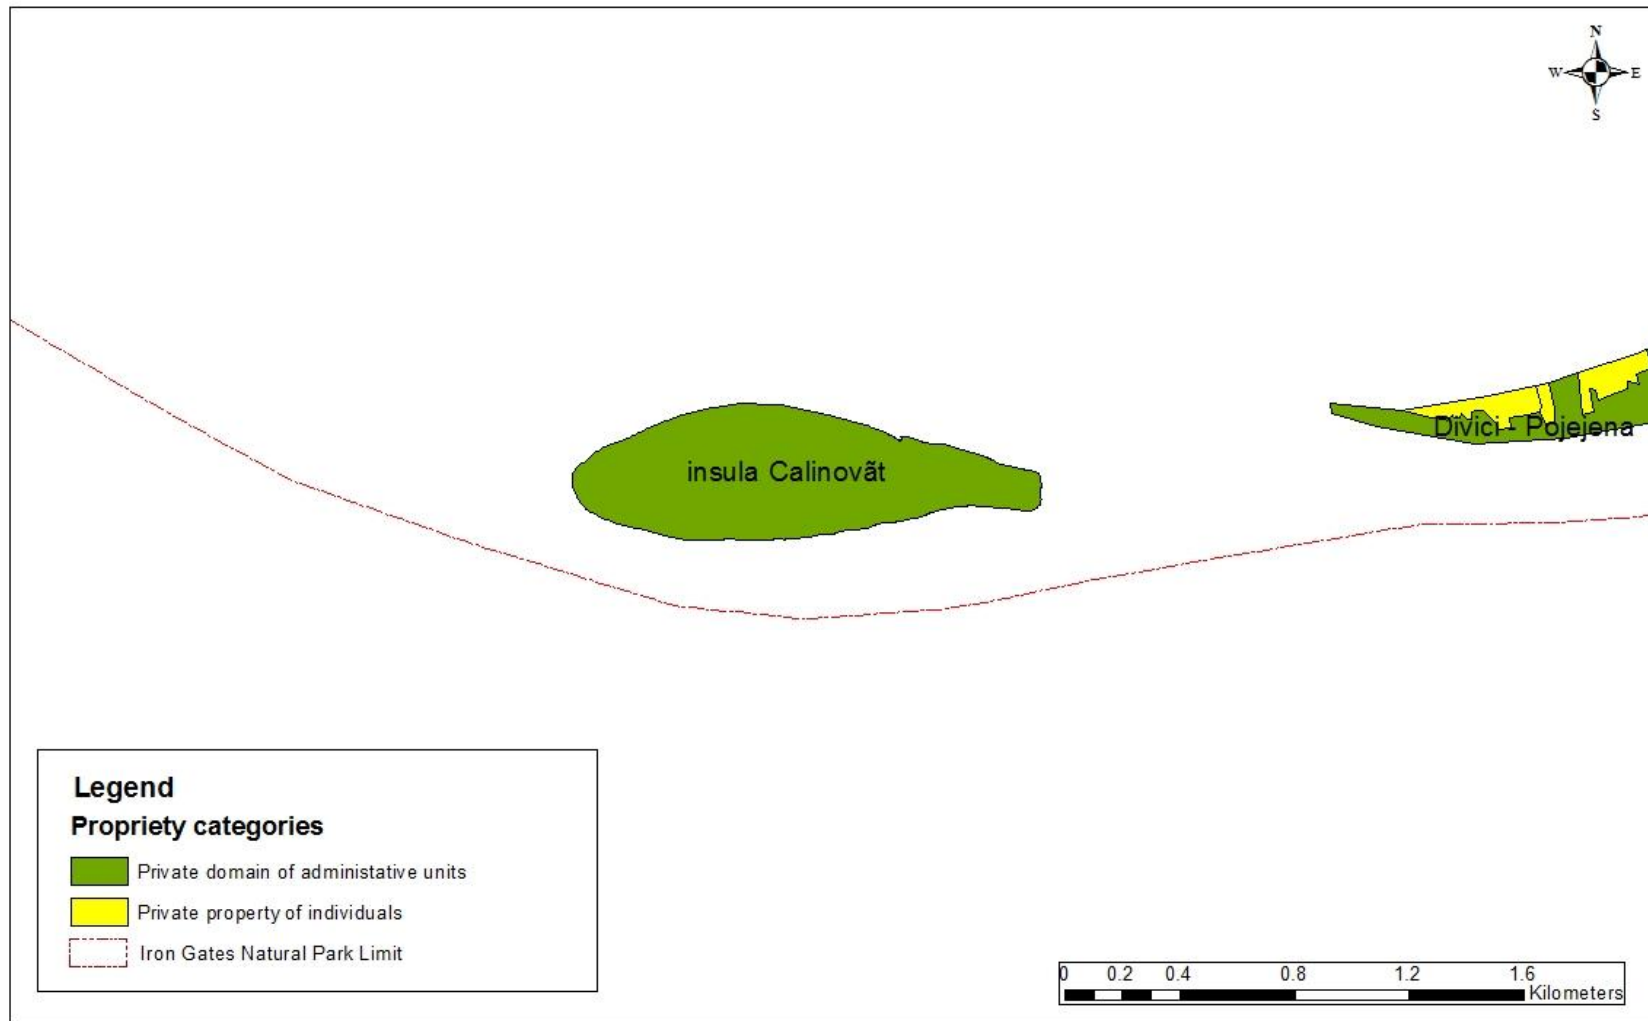 N
W E
S
insula Calinovãt
Divici - Pojejena
Legend
Propriety categories
Private domain of administative units
Private property of individuals
Iron Gates Natural Park Limit
0 0.2 0.4 0.8 1.2 1.6
Kilometers